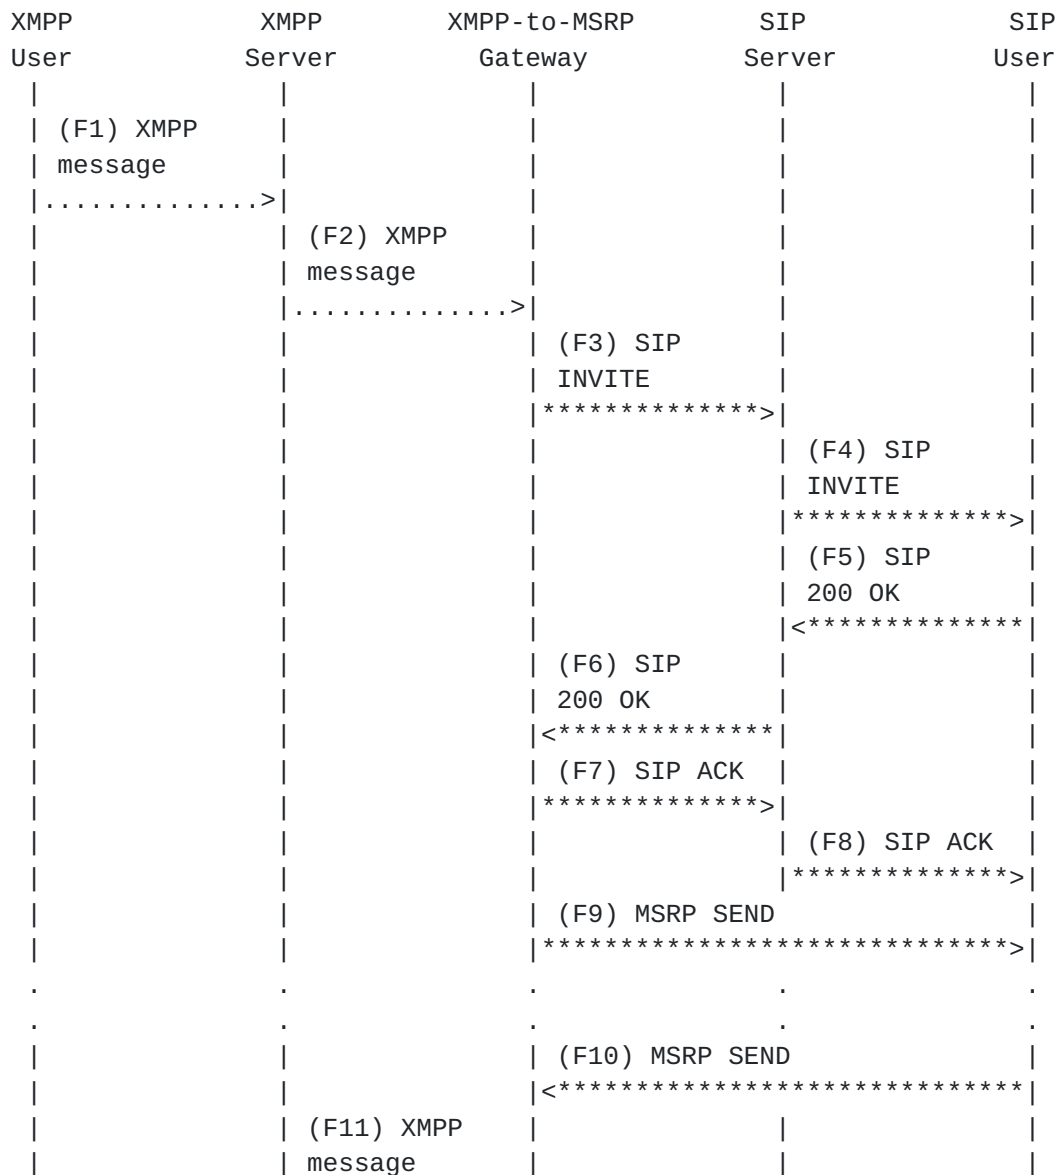 XMPP            XMPP        XMPP-to-MSRP        SIP             SIP
User           Server         Gateway          Server          User
 |               |               |               |               |
 | (F1) XMPP     |               |               |               |
 | message       |               |               |               |
 |..............>|               |               |               |
 |               | (F2) XMPP     |               |               |
 |               | message       |               |               |
 |               |..............>|               |               |
 |               |               | (F3) SIP      |               |
 |               |               | INVITE        |               |
 |               |               |**************>|               |
 |               |               |               | (F4) SIP      |
 |               |               |               | INVITE        |
 |               |               |               |**************>|
 |               |               |               | (F5) SIP      |
 |               |               |               | 200 OK        |
 |               |               |               |<**************|
 |               |               | (F6) SIP      |               |
 |               |               | 200 OK        |               |
 |               |               |<**************|               |
 |               |               | (F7) SIP ACK  |               |
 |               |               |**************>|               |
 |               |               |               | (F8) SIP ACK  |
 |               |               |               |**************>|
 |               |               | (F9) MSRP SEND                |
 |               |               |******************************>|
 .               .               .               .               .
 .               .               .               .               .
 |               |               | (F10) MSRP SEND               |
 |               |               |<******************************|
 |               | (F11) XMPP    |               |               |
 |               | message       |               |               |